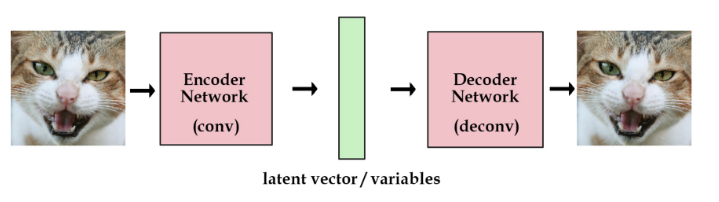 Encoder
Network
(conv)
Decoder
Network
(deconv)
latent vector / variables